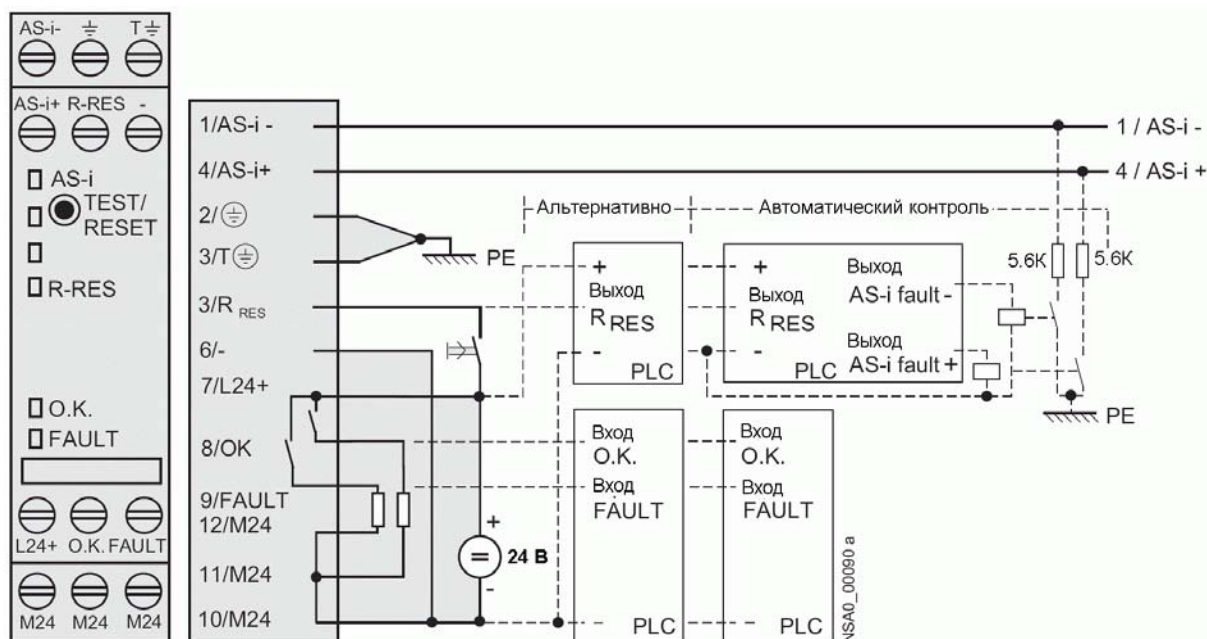 AS-i- ⏚ T⏚
AS-i+ R-RES -
AS-i
TEST/
RESET
R-RES
O.K.
FAULT
L24+ O.K. FAULT
M24 M24 M24
1/AS-i -
4/AS-i+
2/⏚
3/T⏚
3/R RES
6/-
7/L24+
8/OK
9/FAULT
12/M24
11/M24
10/M24
1 / AS-i -
4 / AS-i +
Альтернативно
Автоматический контроль
PE
+
Выход
R RES
-
PLC
+
Выход
R RES
-
PLC
Выход
AS-i fault -
Выход
AS-i fault +
5.6К
5.6К
PE
+
24 В
-
Вход
O.K.
Вход
FAULT
-
PLC
Вход
O.K.
Вход
FAULT
-
PLC
NSA0_00090 a